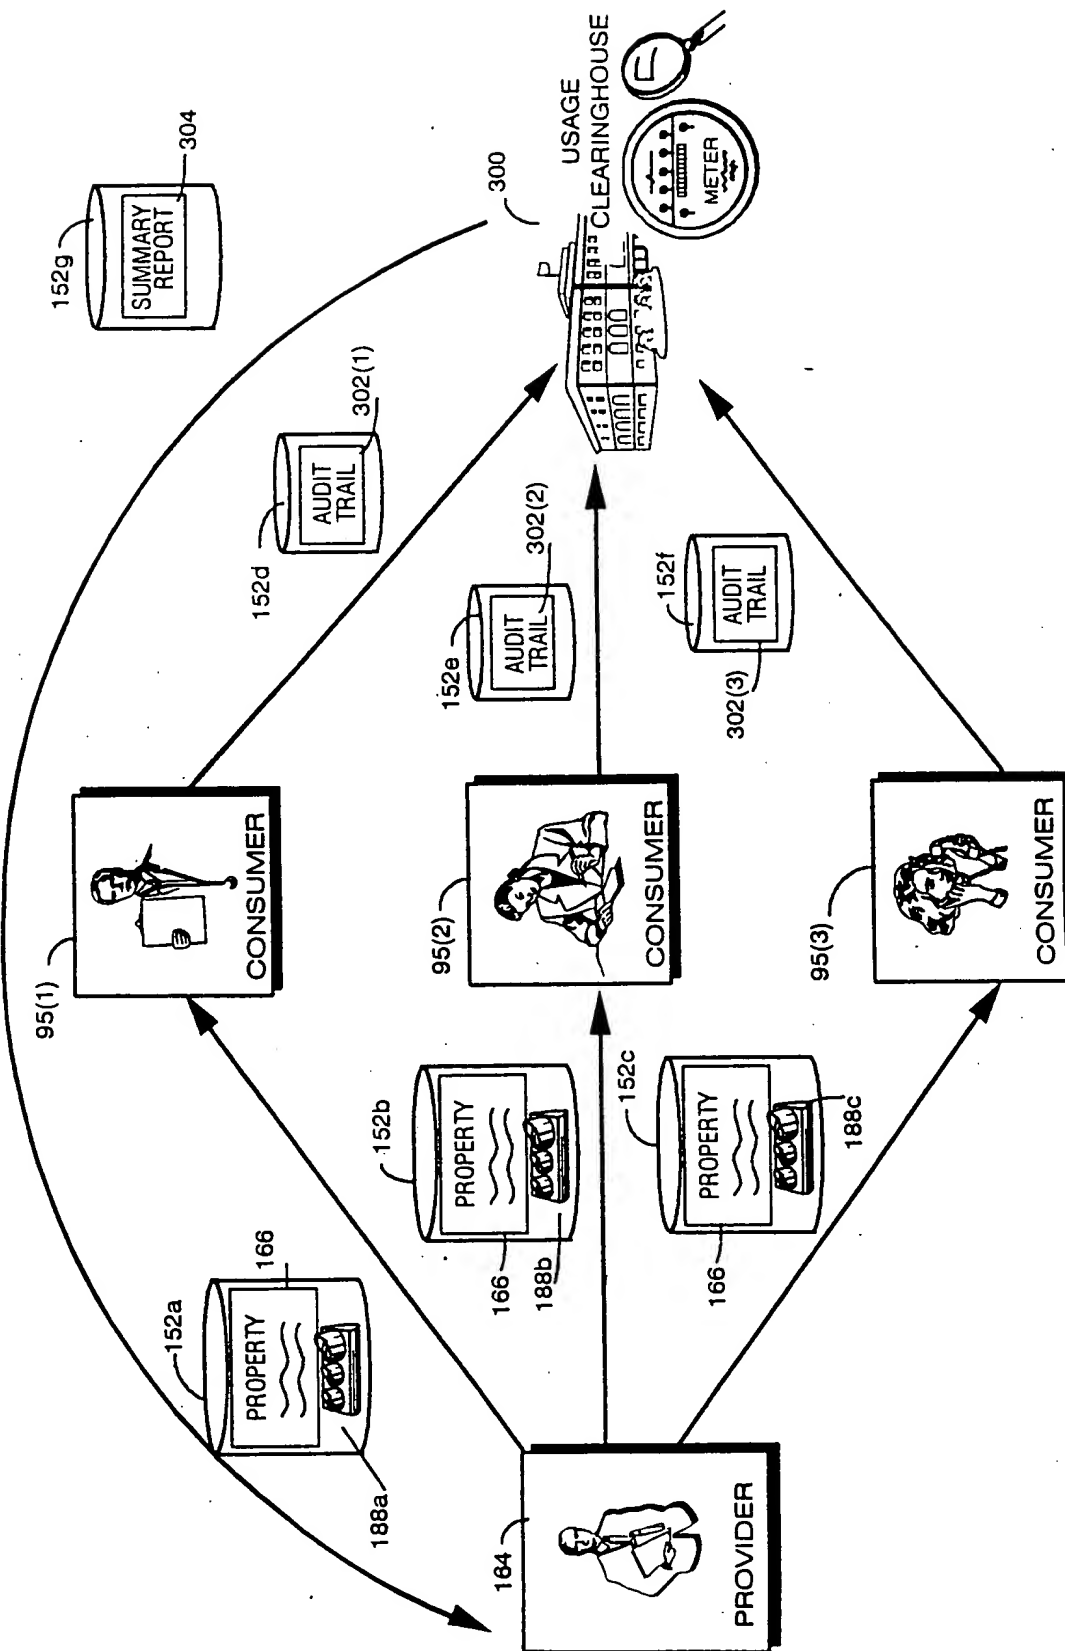 152g
SUMMARY
REPORT
304
300
USAGE
CLEARINGHOUSE
METER
152d
AUDIT
TRAIL
302(1)
152e
AUDIT
TRAIL
302(2)
152f
AUDIT
TRAIL
302(3)
95(1)
CONSUMER
95(2)
CONSUMER
95(3)
CONSUMER
152a
166
PROPERTY
188a
152b
PROPERTY
166
188b
152c
PROPERTY
166
188c
164
PROVIDER